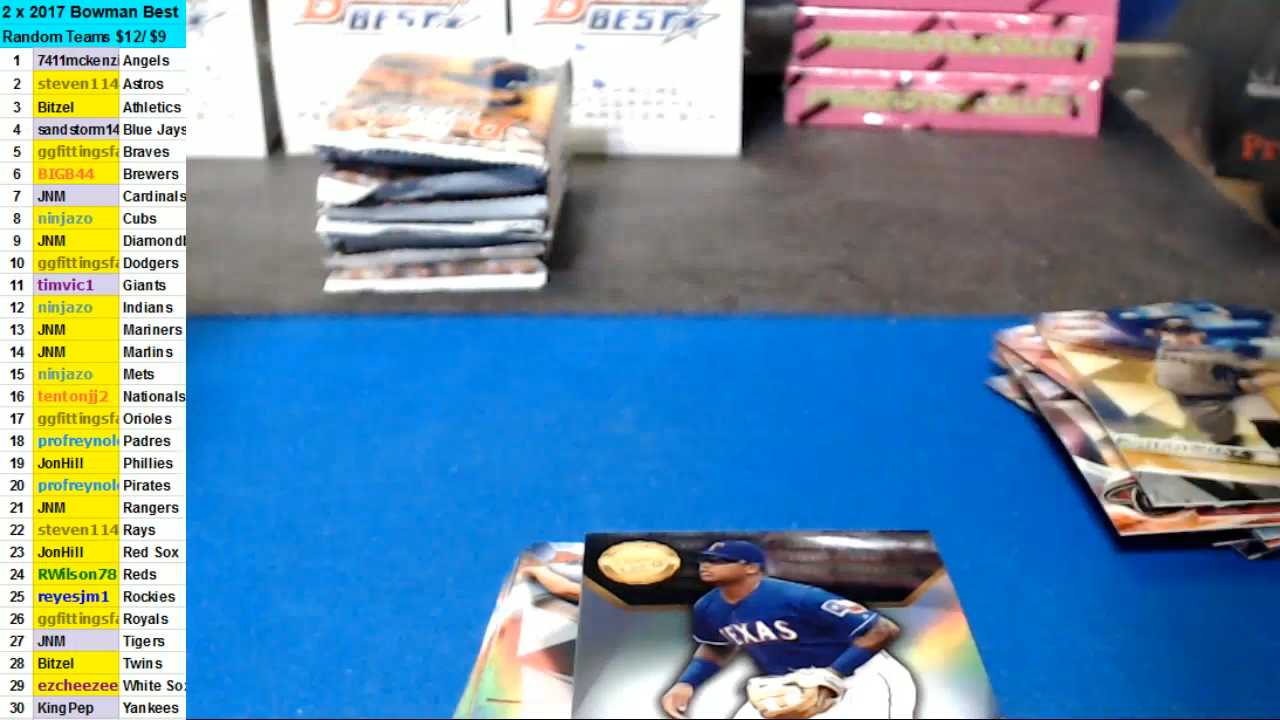 2 x 2017 Bowman Best
Random Teams $12/ $9
1 7411mckenzi Angels
2 steven114 Astros
3 Bitzel Athletics
4 sandstorm14 Blue Jays
5 ggfittingsfa Braves
6 BIGB44 Brewers
7 JNM Cardinals
8 ninjazo Cubs
9 JNM Diamondb
10 ggfittingsfa Dodgers
11 timvic1 Giants
12 ninjazo Indians
13 JNM Mariners
14 JNM Marlins
15 ninjazo Mets
16 tentonjj2 Nationals
17 ggfittingsfa Orioles
18 profreynol Padres
19 JonHill Phillies
20 profreynol Pirates
21 JNM Rangers
22 steven114 Rays
23 JonHill Red Sox
24 RWilson78 Reds
25 reyesjm1 Rockies
26 ggfittingsfa Royals
27 JNM Tigers
28 Bitzel Twins
29 ezcheezee White Sox
30 KingPep Yankees
BEST
BEST
TEXAS